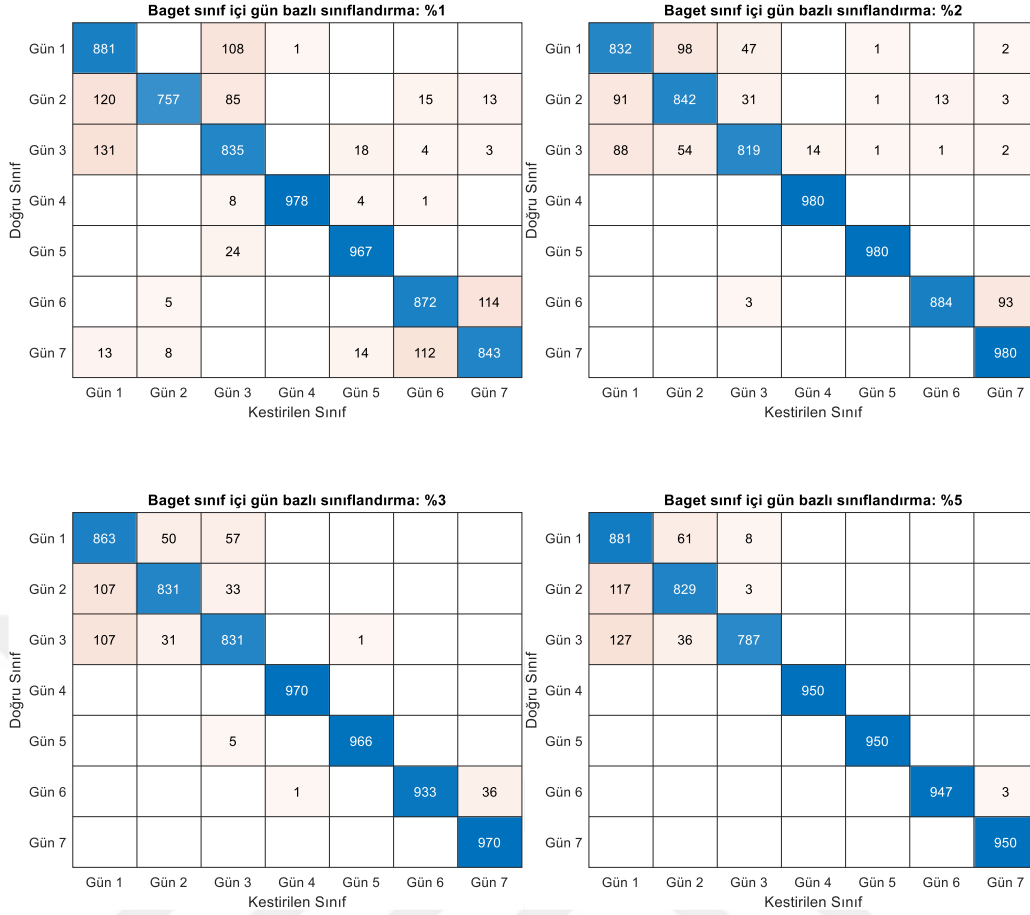 Baget sınıf içi gün bazlı sınıflandırma: %1
Gün 1 881 108 1
Gün 2 120 757 85 15 13
Gün 3 131 835 18 4 3
Gün 4 8 978 4 1
Gün 5 24 967
Gün 6 5 872 114
Gün 7 13 8 14 112 843
Gün 1 Gün 2 Gün 3 Gün 4 Gün 5 Gün 6 Gün 7
Doğru Sınıf
Kestirilen Sınıf
Baget sınıf içi gün bazlı sınıflandırma: %2
Gün 1 832 98 47 1 2
Gün 2 91 842 31 1 13 3
Gün 3 88 54 819 14 1 1 2
Gün 4 980
Gün 5 980
Gün 6 3 884 93
Gün 7 980
Gün 1 Gün 2 Gün 3 Gün 4 Gün 5 Gün 6 Gün 7
Doğru Sınıf
Kestirilen Sınıf
Baget sınıf içi gün bazlı sınıflandırma: %3
Gün 1 863 50 57
Gün 2 107 831 33
Gün 3 107 31 831 1
Gün 4 970
Gün 5 5 966
Gün 6 1 933 36
Gün 7 970
Gün 1 Gün 2 Gün 3 Gün 4 Gün 5 Gün 6 Gün 7
Doğru Sınıf
Kestirilen Sınıf
Baget sınıf içi gün bazlı sınıflandırma: %5
Gün 1 881 61 8
Gün 2 117 829 3
Gün 3 127 36 787
Gün 4 950
Gün 5 950
Gün 6 947 3
Gün 7 950
Gün 1 Gün 2 Gün 3 Gün 4 Gün 5 Gün 6 Gün 7
Doğru Sınıf
Kestirilen Sınıf